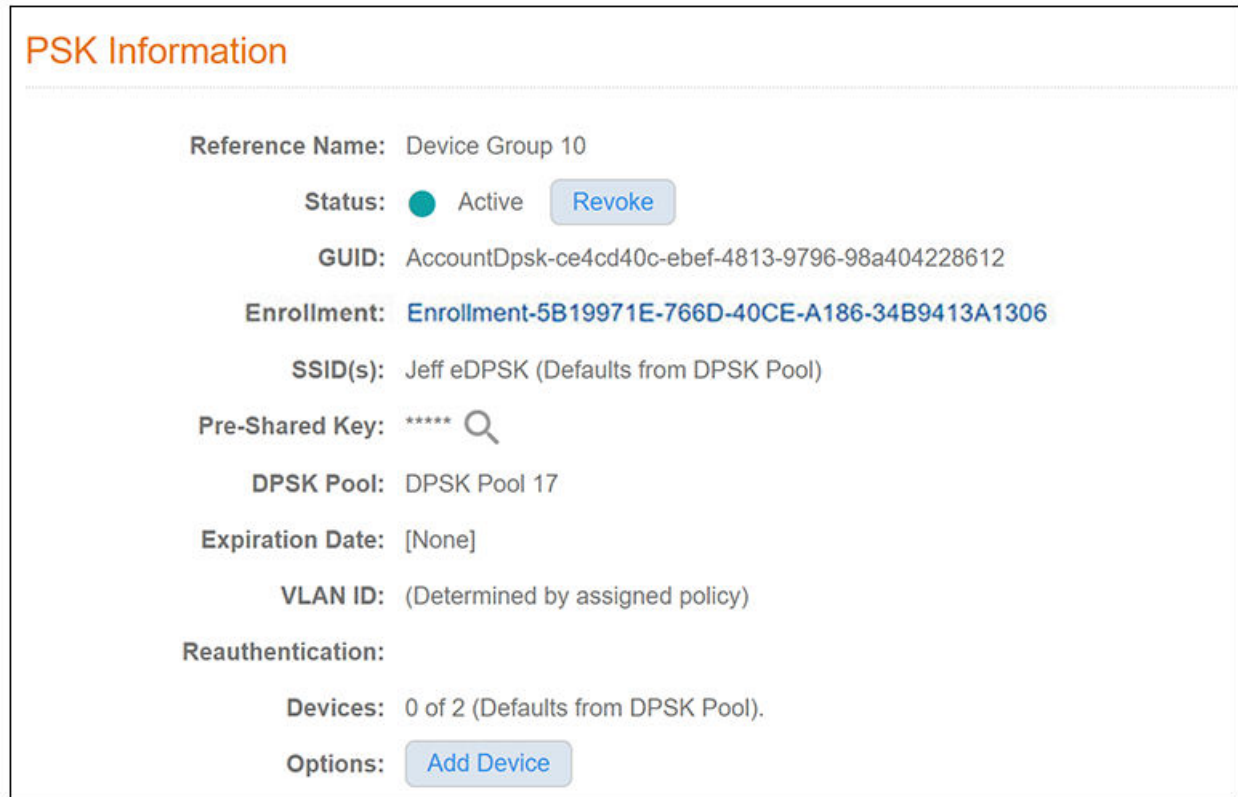 PSK Information
Reference Name: Device Group 10
Status: Active Revoke
GUID: AccountDpsk-ce4cd40c-ebef-4813-9796-98a404228612
Enrollment: Enrollment-5B19971E-766D-40CE-A186-34B9413A1306
SSID(s): Jeff eDPSK (Defaults from DPSK Pool)
Pre-Shared Key: *****
DPSK Pool: DPSK Pool 17
Expiration Date: [None]
VLAN ID: (Determined by assigned policy)
Reauthentication:
Devices: 0 of 2 (Defaults from DPSK Pool).
Options: Add Device